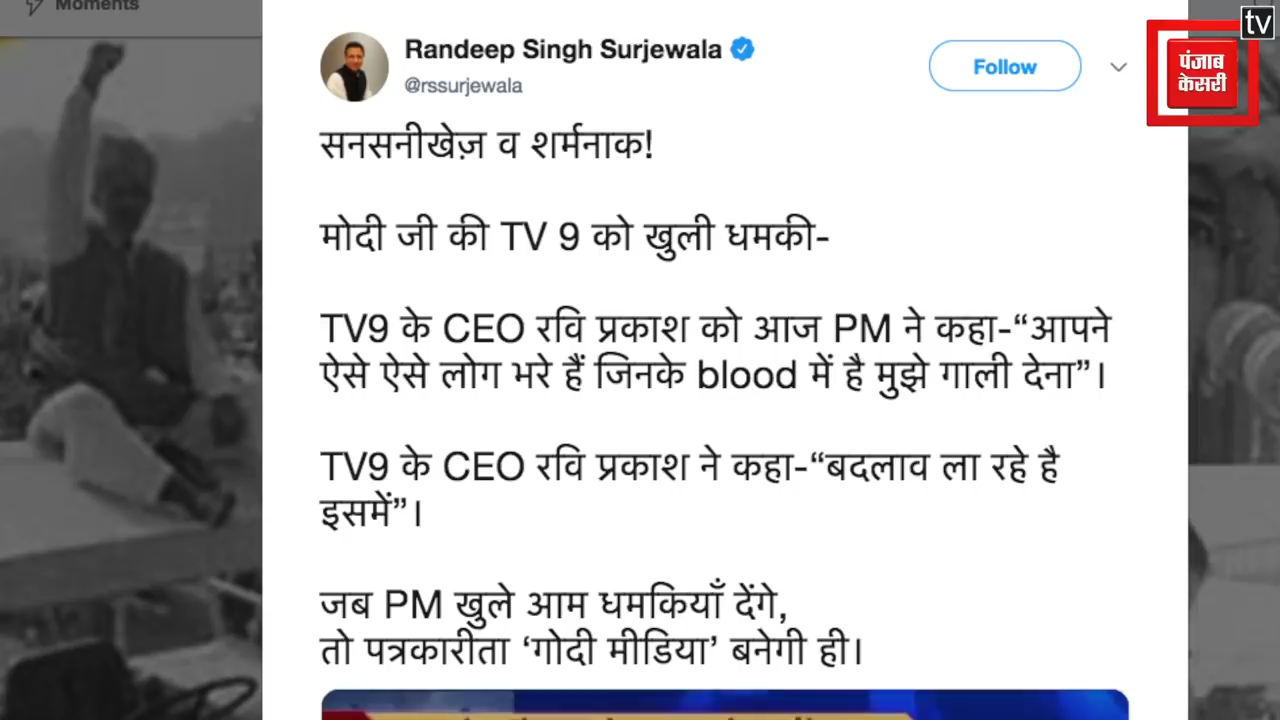 Moments
tv
पंजाब
केसरी
Randeep Singh Surjewala
@rssurjewala
Follow
सनसनीखेज़ व शर्मनाक!
मोदी जी की TV 9 को खुली धमकी-
TV9 के CEO रवि प्रकाश को आज PM ने कहा-“आपने
ऐसे ऐसे लोग भरे हैं जिनके blood में है मुझे गाली देना”।
TV9 के CEO रवि प्रकाश ने कहा-“बदलाव ला रहे है
इसमें”।
जब PM खुले आम धमकियाँ देंगे,
तो पत्रकारीता ‘गोदी मीडिया’ बनेगी ही।